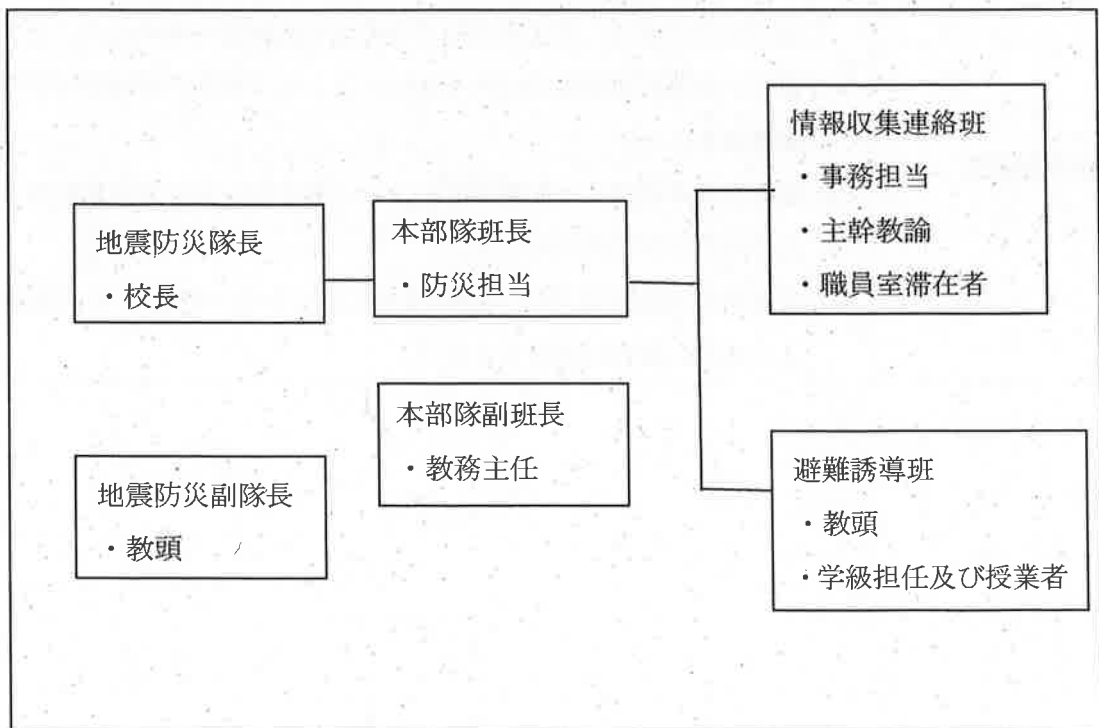 地震防災隊長
・校長
地震防災副隊長
・教頭
本部隊班長
・防災担当
本部隊副班長
・教務主任
情報収集連絡班
・事務担当
・主幹教諭
・職員室滞在者
避難誘導班
・教頭
・学級担任及び授業者